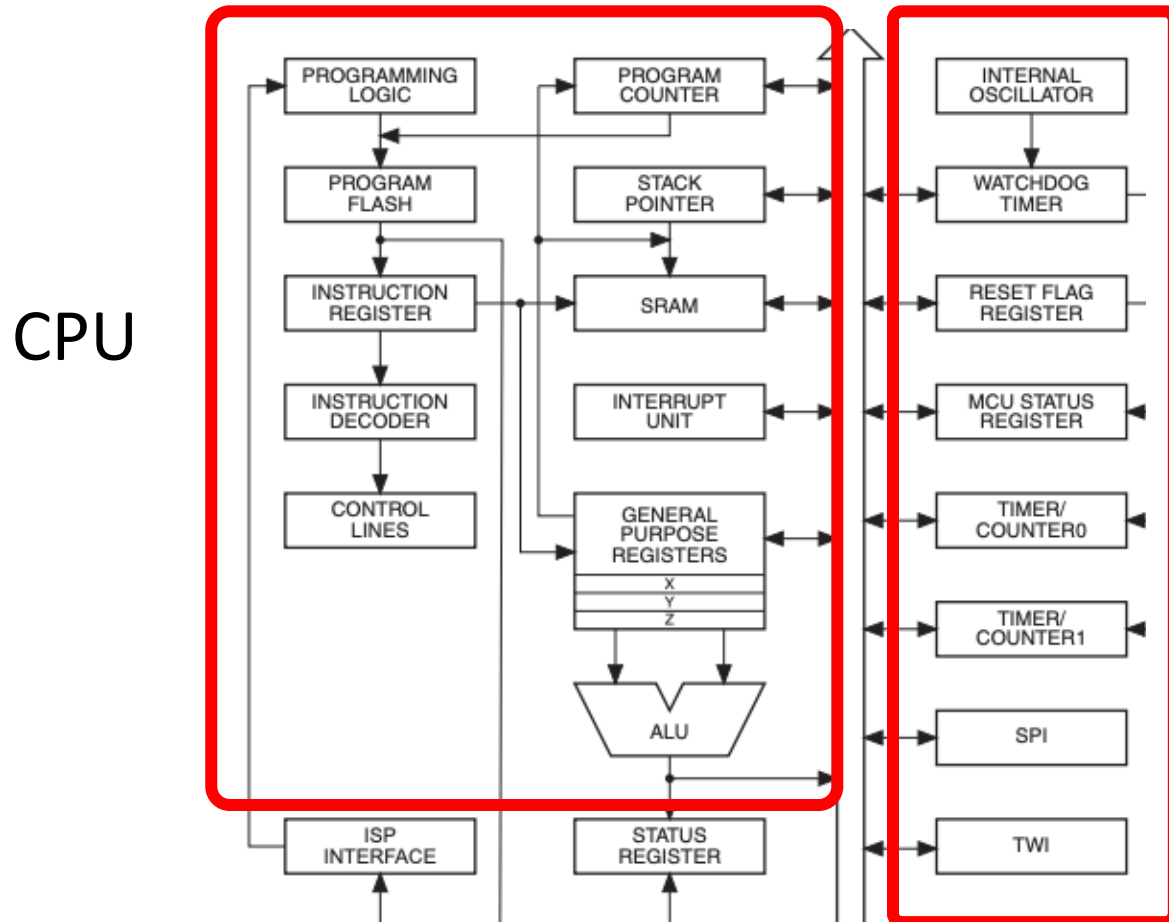 CPU
PROGRAMMING
LOGIC
PROGRAM
COUNTER
INTERNAL
OSCILLATOR
PROGRAM
FLASH
STACK
POINTER
WATCHDOG
TIMER
INSTRUCTION
REGISTER
SRAM
RESET FLAG
REGISTER
INSTRUCTION
DECODER
INTERRUPT
UNIT
MCU STATUS
REGISTER
CONTROL
LINES
GENERAL
PURPOSE
REGISTERS
X
Y
Z
TIMER/
COUNTER0
TIMER/
COUNTER1
ALU
SPI
ISP
INTERFACE
STATUS
REGISTER
TWI